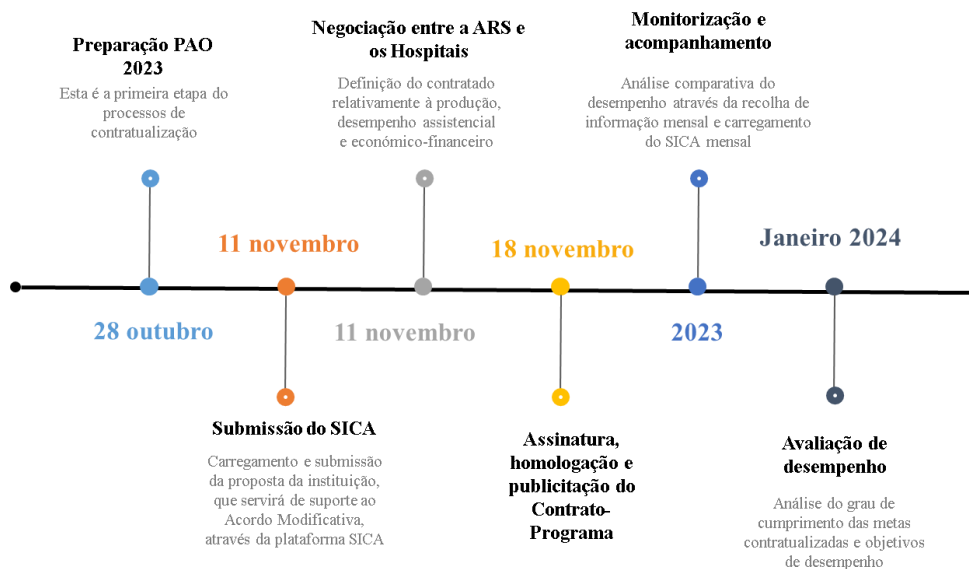 Preparação PAO
2023
Esta é a primeira etapa do
processos de
contratualização
28 outubro
11 novembro
Submissão do SICA
Carregamento e submissão
da proposta da instituição,
que servirá de suporte ao
Acordo Modificativa,
através da plataforma SICA
Negociação entre a ARS e
os Hospitais
Definição do contratado
relativamente à produção,
desempenho assistencial
e económico-financeiro
11 novembro
18 novembro
Assinatura,
homologação e
publicitação do
Contrato-
Programa
Monitorização e
acompanhamento
Análise comparativa do
desempenho através da recolha de
informação mensal e carregamento
do SICA mensal
2023
Janeiro 2024
Avaliação de
desempenho
Análise do grau de
cumprimento das metas
contratualizadas e objetivos
de desempenho